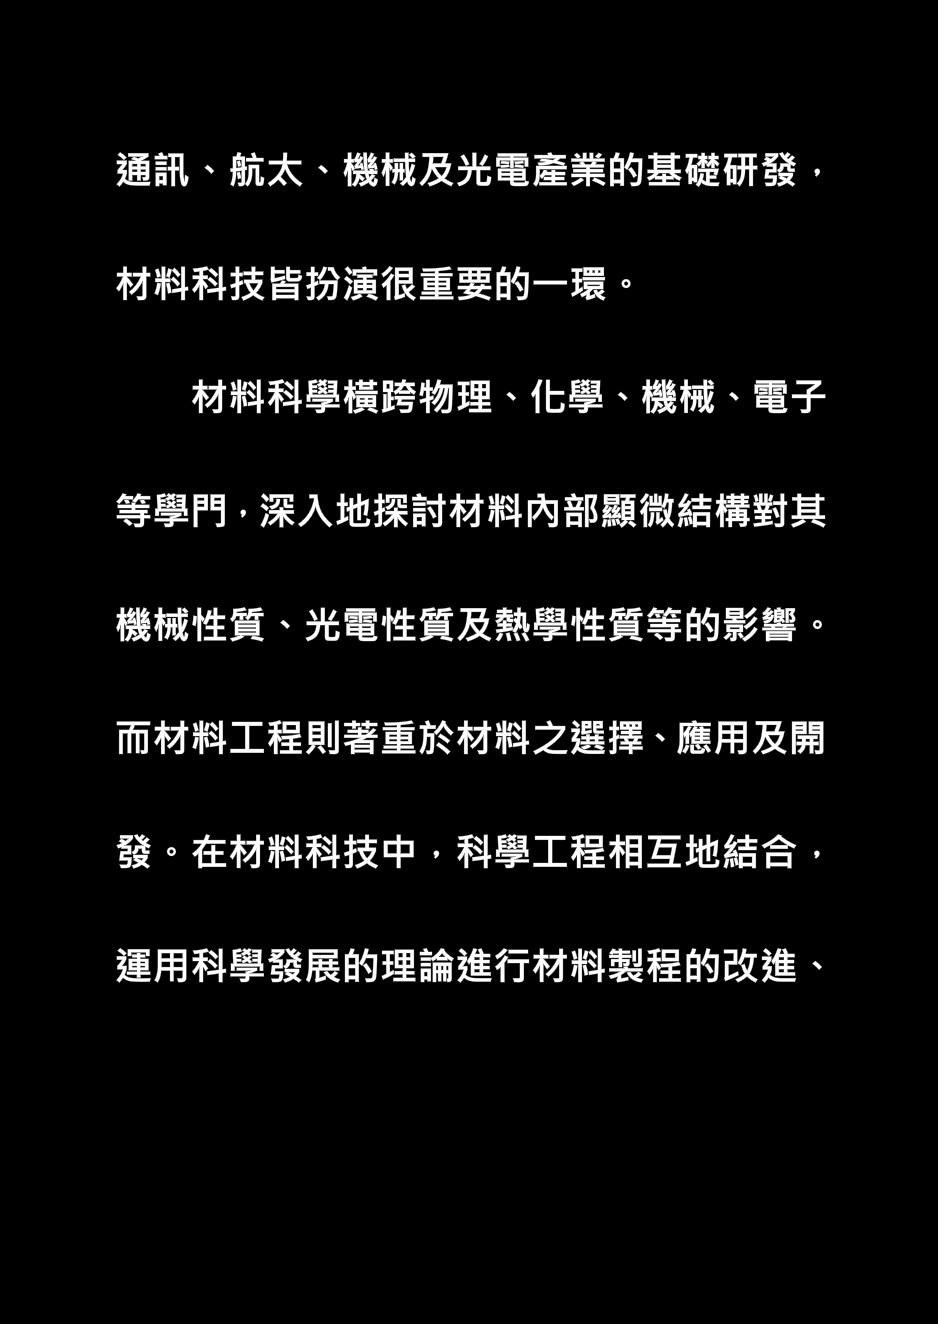 通訊、航太、機械及光電產業的基礎研發，
材料科技皆扮演很重要的一環。
　　材料科學橫跨物理、化學、機械、電子
等學門，深入地探討材料內部顯微結構對其
機械性質、光電性質及熱學性質等的影響。
而材料工程則著重於材料之選擇、應用及開
發。在材料科技中，科學工程相互地結合，
運用科學發展的理論進行材料製程的改進、